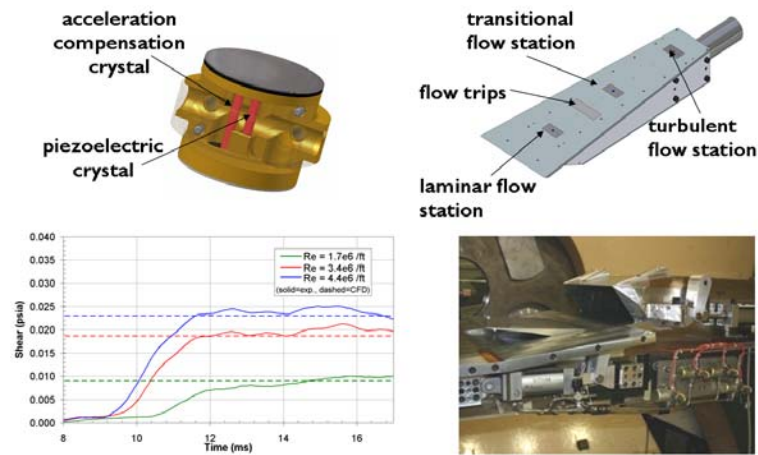 acceleration
compensation
crystal
piezoelectric
crystal
transitional
flow station
flow trips
turbulent
flow station
laminar flow
station
0.040
0.035
0.030
0.025
0.020
0.015
0.010
0.005
0.000
Shear (psia)
Re = 1.7e6 /ft
Re = 3.4e6 /ft
Re = 4.4e6 /ft
(solid=exp., dashed=CFD)
8 10 12 14 16
Time (ms)